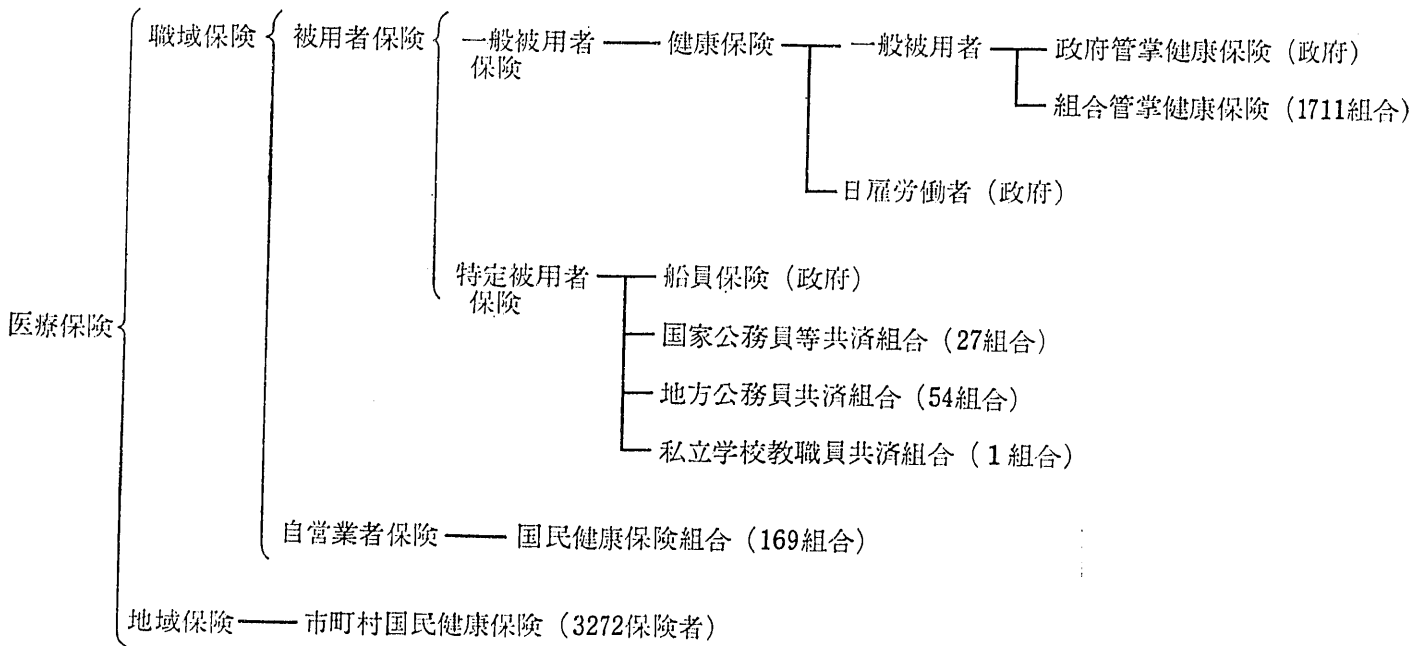 職域保険 被用者保険 一般被用者保険 健康保険 一般被用者 政府管掌健康保険（政府）
組合管掌健康保険（1711組合）
日雇労働者（政府）
特定被用者保険 船員保険（政府）
医療保険
国家公務員等共済組合（27組合）
地方公務員共済組合（54組合）
私立学校教職員共済組合（1組合）
自営業者保険 国民健康保険組合（169組合）
地域保険 市町村国民健康保険（3272保険者）